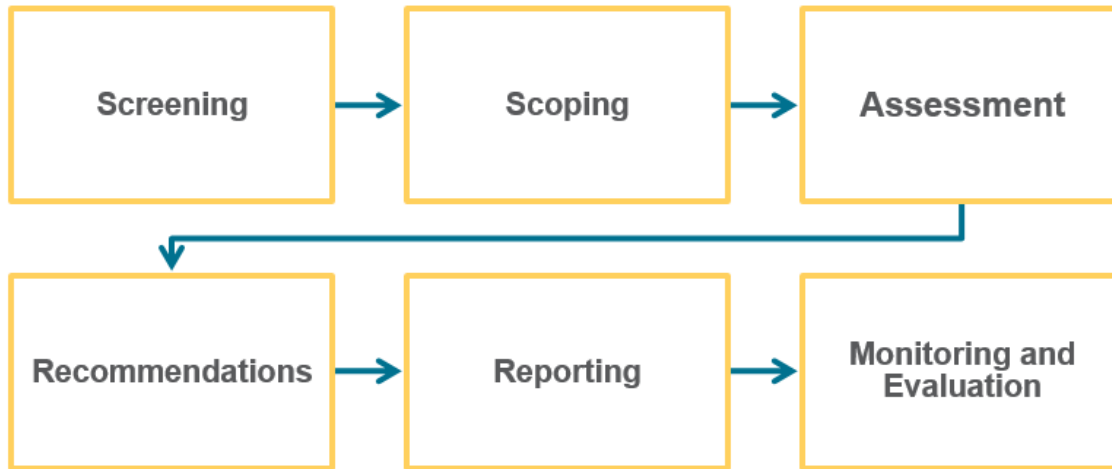 Screening
Scoping
Assessment
Recommendations
Reporting
Monitoring and
Evaluation